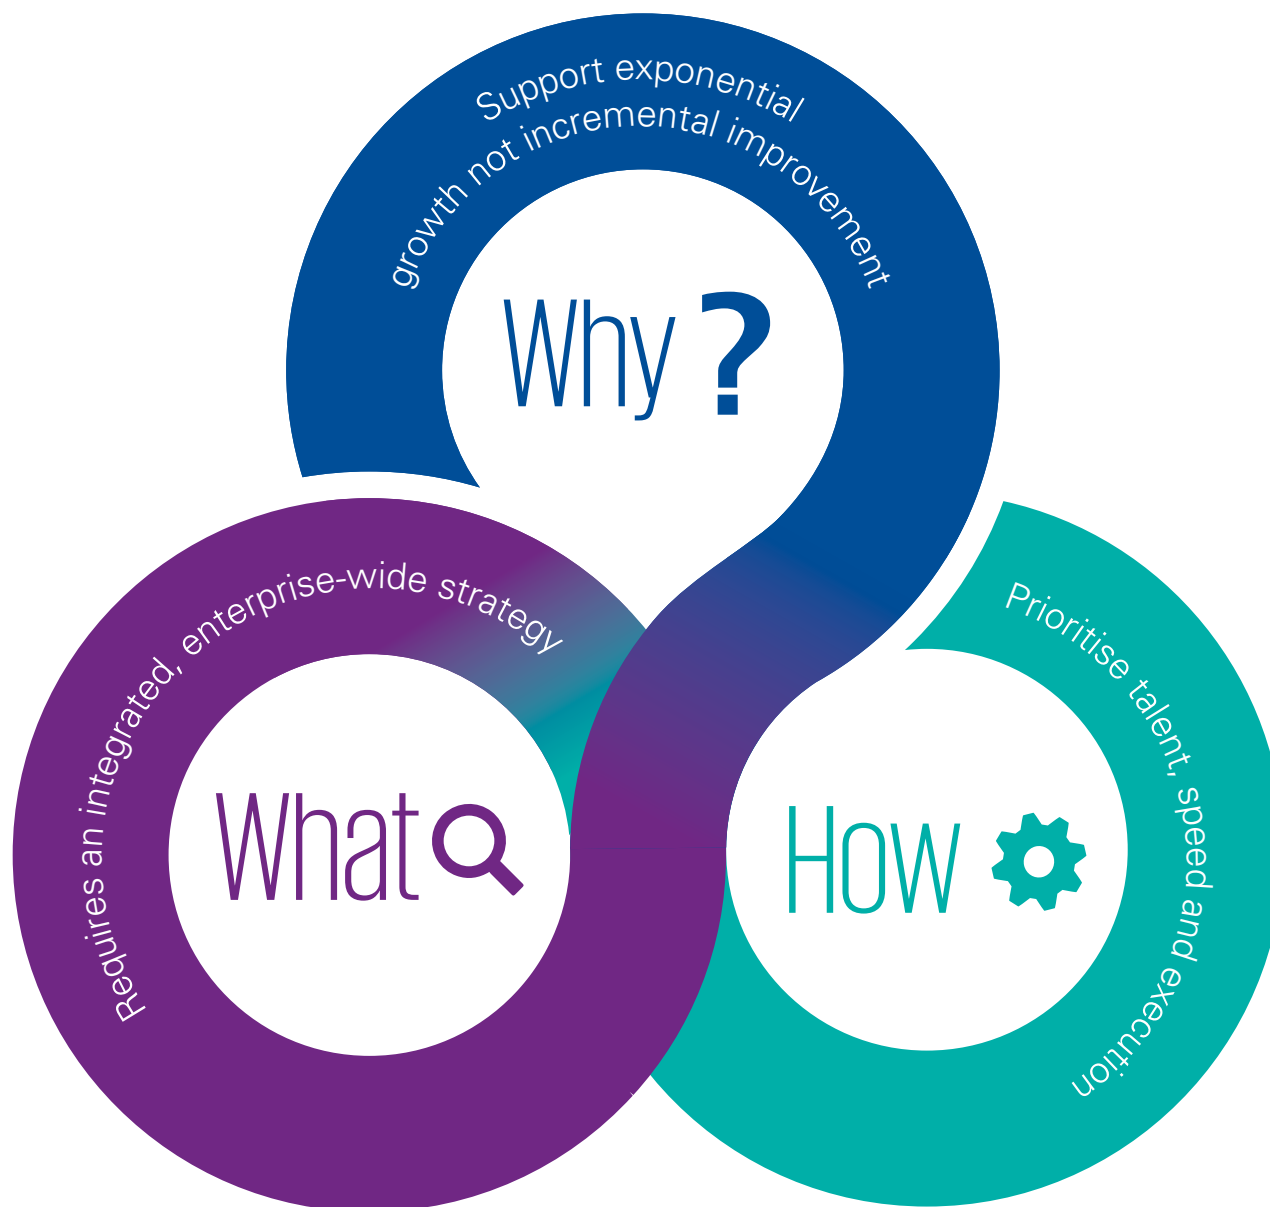 Support exponential
growth not incremental improvement
Why ?
Requires an integrated, enterprise-wide strategy
What
Prioritise talent, speed and execution
How